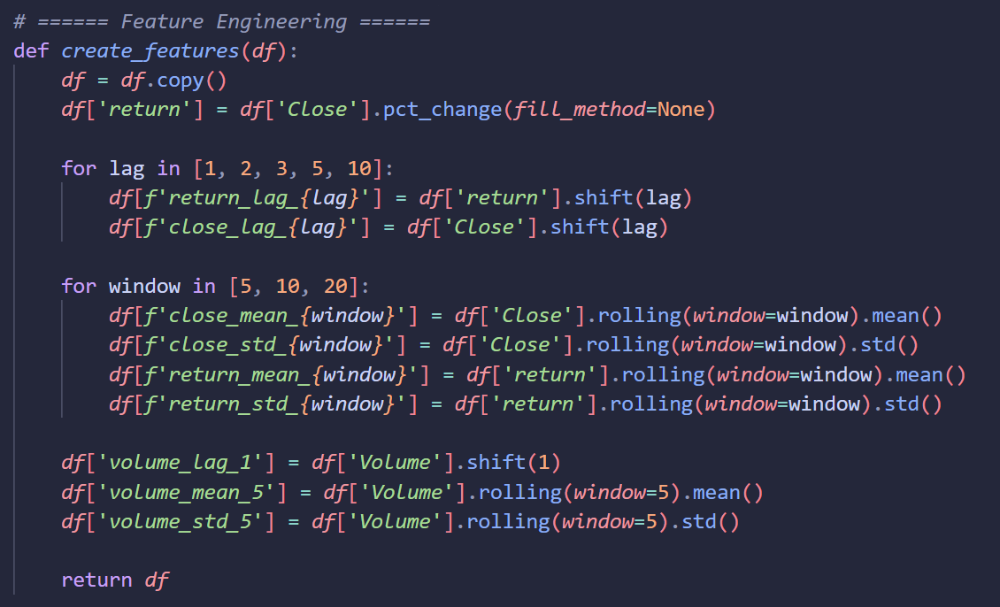 # ====== Feature Engineering ======
def create_features(df):
    df = df.copy()
    df['return'] = df['Close'].pct_change(fill_method=None)

    for lag in [1, 2, 3, 5, 10]:
        df[f'return_lag_{lag}'] = df['return'].shift(lag)
        df[f'close_lag_{lag}'] = df['Close'].shift(lag)

    for window in [5, 10, 20]:
        df[f'close_mean_{window}'] = df['Close'].rolling(window=window).mean()
        df[f'close_std_{window}'] = df['Close'].rolling(window=window).std()
        df[f'return_mean_{window}'] = df['return'].rolling(window=window).mean()
        df[f'return_std_{window}'] = df['return'].rolling(window=window).std()

    df['volume_lag_1'] = df['Volume'].shift(1)
    df['volume_mean_5'] = df['Volume'].rolling(window=5).mean()
    df['volume_std_5'] = df['Volume'].rolling(window=5).std()

    return df